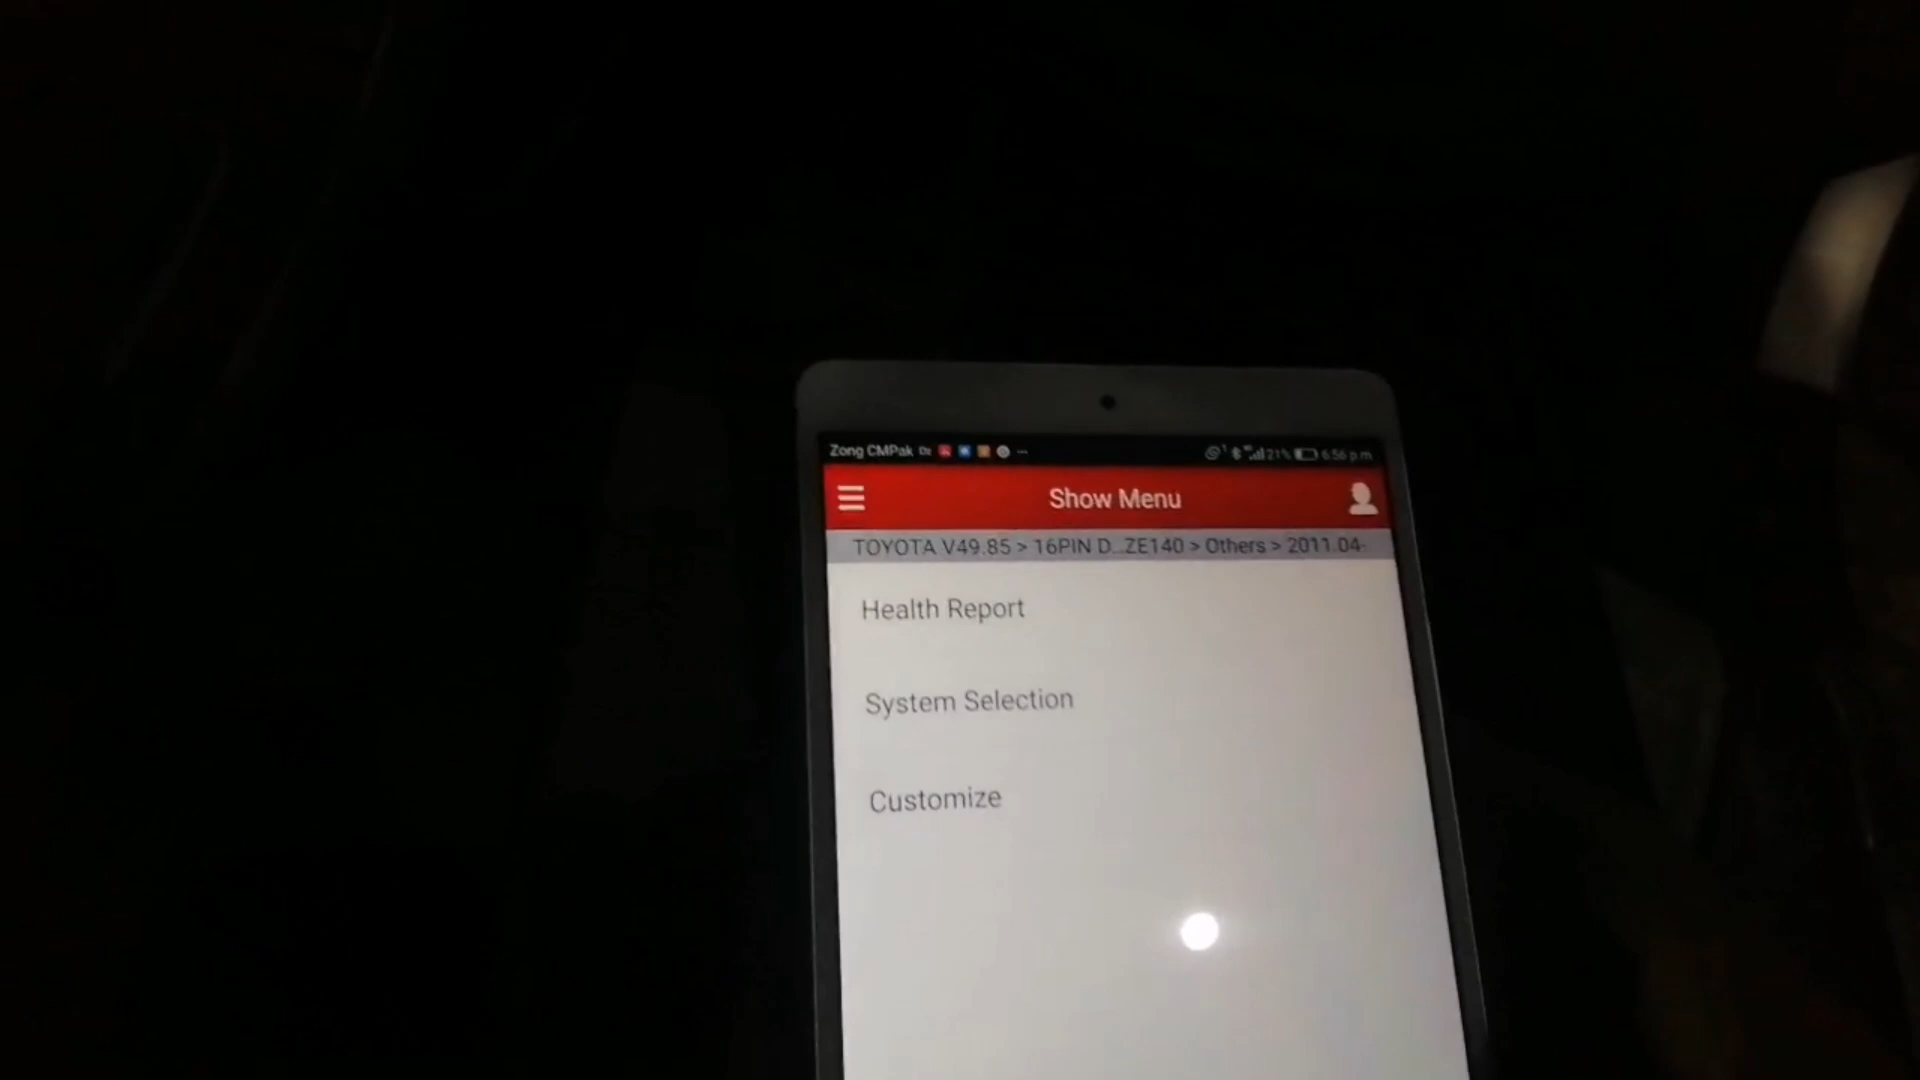 Zong CMPak
21% 6:56 p.m.
Show Menu
TOYOTA V49.85 > 16PIN D...ZE140 > Others > 2011.04-
Health Report
System Selection
Customize